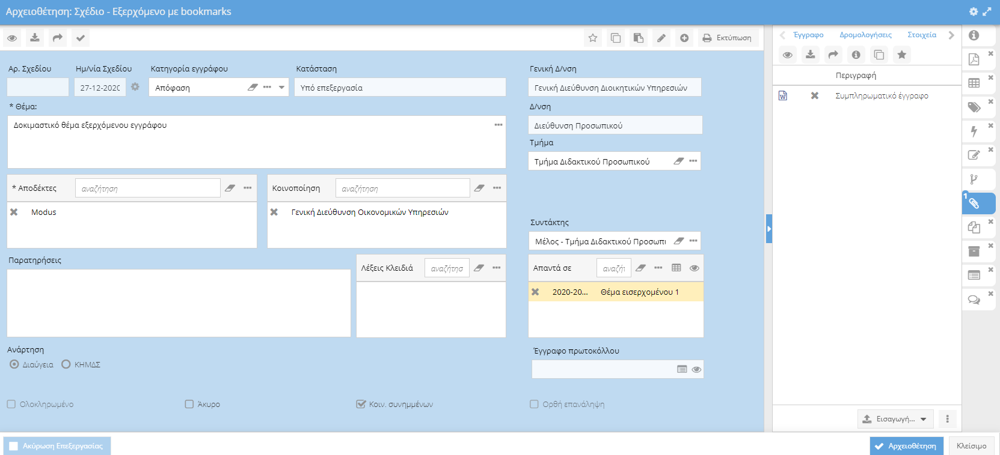 Αρχειοθέτηση: Σχέδιο - Εξερχόμενο με bookmarks
Εκτύπωση
Έγγραφο Δρομολογήσεις Στοιχεία
Αρ. Σχεδίου Ημ/νία Σχεδίου Κατηγορία εγγράφου Κατάσταση Γενική Δ/νση
27-12-2020 Απόφαση Υπό επεξεργασία Γενική Διεύθυνση Διοικητικών Υπηρεσιών
Περιγραφή
Συμπληρωματικό έγγραφο
* Θέμα: Δ/νση
Δοκιμαστικό θέμα εξερχόμενου εγγράφου Διεύθυνση Προσωπικού
Τμήμα
Τμήμα Διδακτικού Προσωπικού
* Αποδέκτες αναζήτηση Κοινοποίηση αναζήτηση
Modus Γενική Διεύθυνση Οικονομικών Υπηρεσιών
1
Συντάκτης
Μέλος - Τμήμα Διδακτικού Προσωπι
Παρατηρήσεις Λέξεις Κλειδιά αναζήτησ Απαντά σε αναζήτ
2020-20... Θέμα εισερχομένου 1
Ανάρτηση Έγγραφο πρωτοκόλλου
Διαύγεια ΚΗΜΔΣ
Ολοκληρωμένο Άκυρο Κοιν. συνημμένων Ορθή επανάληψη
Εισαγωγή...
Ακύρωση Επεξεργασίας Αρχειοθέτηση Κλείσιμο